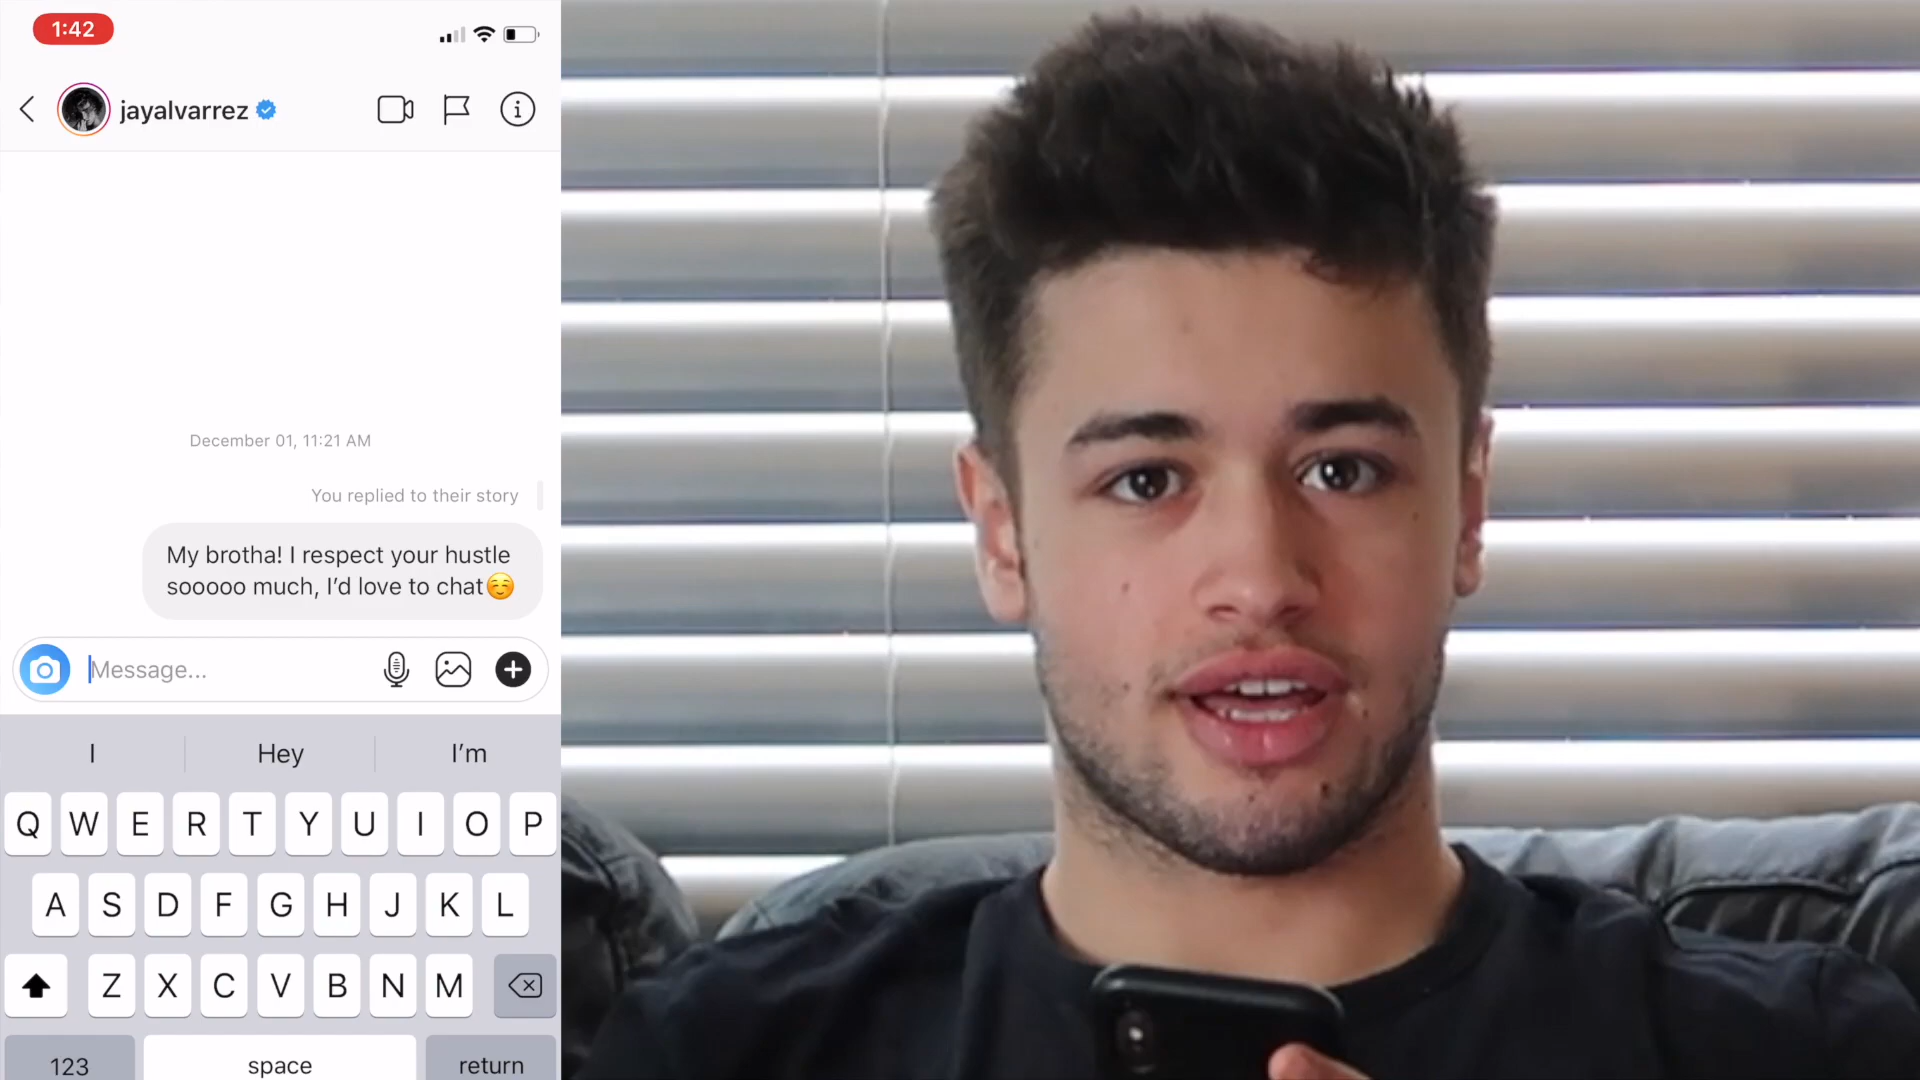 1:42
jayalvarrez
December 01, 11:21 AM
You replied to their story
My brotha! I respect your hustle
sooooo much, I’d love to chat☺️
Message...
I Hey I’m
Q W E R T Y U I O P
A S D F G H J K L
Z X C V B N M
123 space return